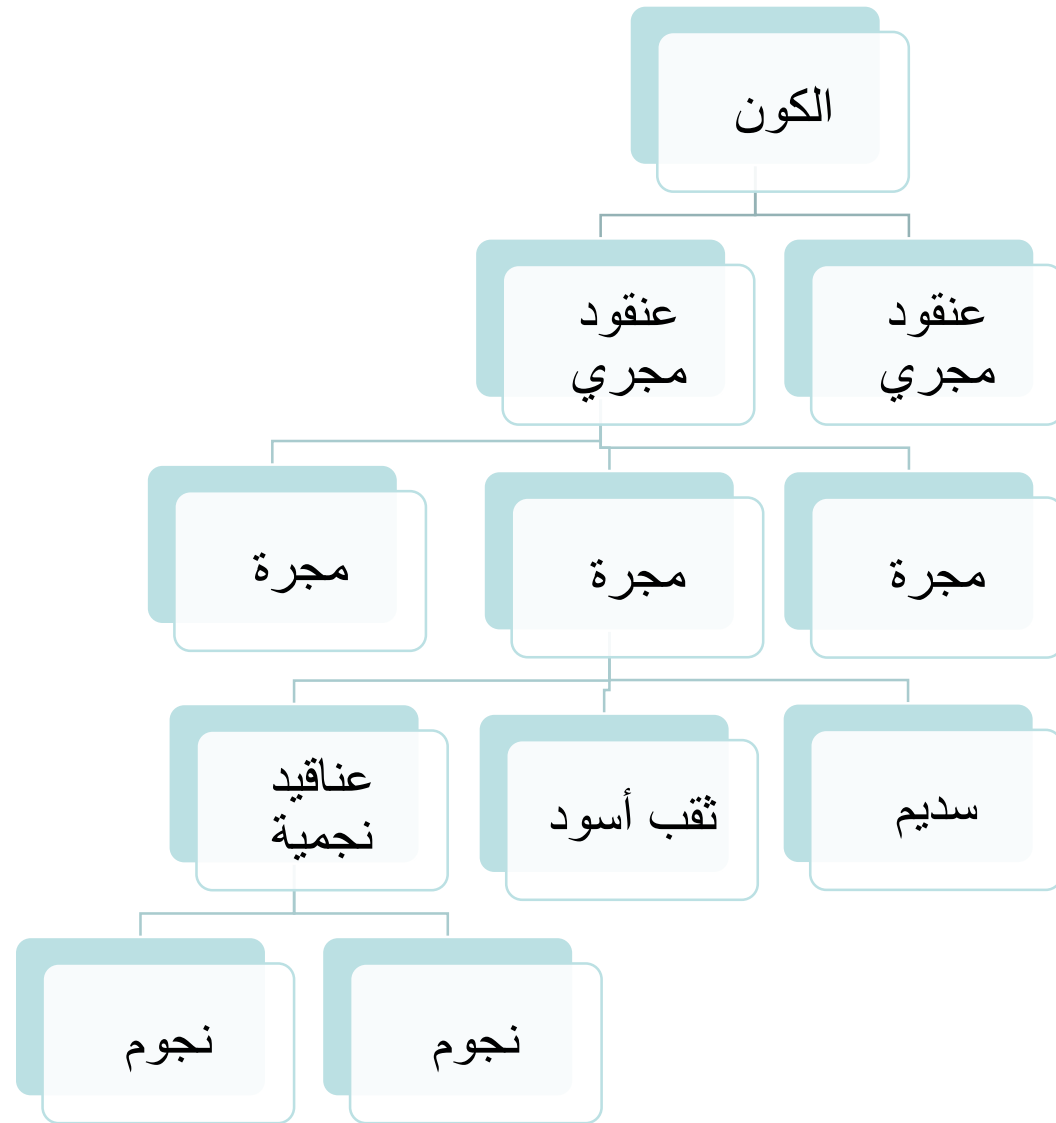 الكون
عنقود
مجري
عنقود
مجري
مجرة
مجرة
مجرة
سديم
ثقب أسود
عناقيد
نجمية
نجوم
نجوم